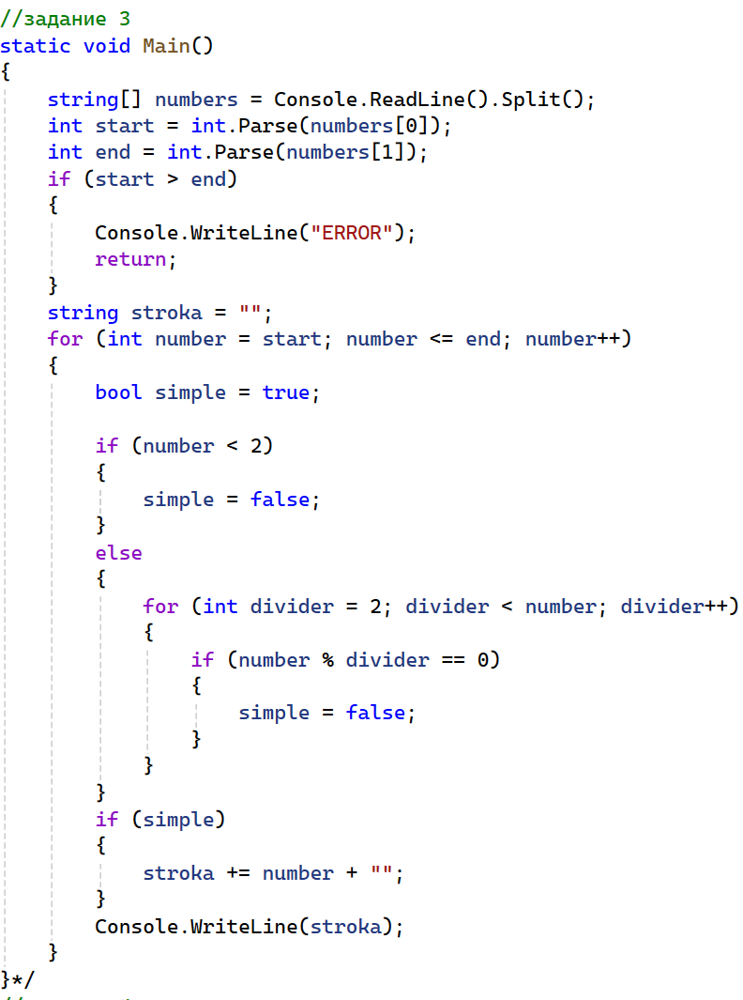 //задание 3
static void Main()
{
    string[] numbers = Console.ReadLine().Split();
    int start = int.Parse(numbers[0]);
    int end = int.Parse(numbers[1]);
    if (start > end)
    {
        Console.WriteLine("ERROR");
        return;
    }
    string stroka = "";
    for (int number = start; number <= end; number++)
    {
        bool simple = true;

        if (number < 2)
        {
            simple = false;
        }
        else
        {
            for (int divider = 2; divider < number; divider++)
            {
                if (number % divider == 0)
                {
                    simple = false;
                }
            }
        }
        if (simple)
        {
            stroka += number + "";
        }
        Console.WriteLine(stroka);
    }
}*/